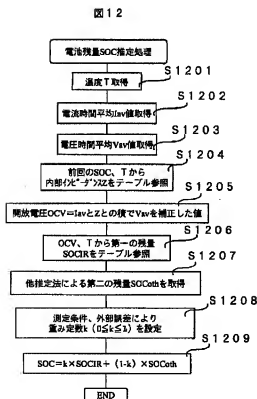 図12
電池残量SOC推定処理
S1201
温度T取得
S1202
電流時間平均Iav値取得
S1203
電圧時間平均Vav値取得
S1204
前回のSOC、Tから
内部インピーダンスZをテーブル参照
S1205
開放電圧OCV=IavとZとの積でVavを補正した値
S1206
OCV、Tから第一の残量
SOCIRをテーブル参照
S1207
他推定法による第二の残量SOCothを取得
S1208
測定条件、外部誤差により
重み定数k(0≦k≦1)を設定
S1209
SOC=k×SOCIR+(1-k)×SOCoth
END